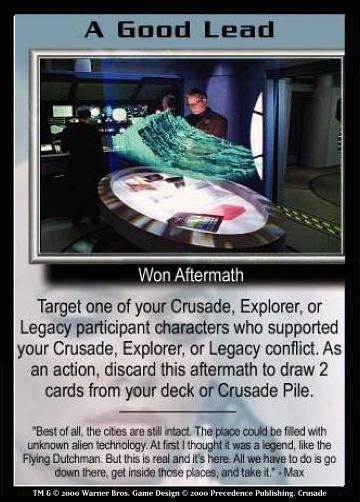 A Good Lead
Won Aftermath
Target one of your Crusade, Explorer, or
Legacy participant characters who supported
your Crusade, Explorer, or Legacy conflict. As
an action, discard this aftermath to draw 2
cards from your deck or Crusade Pile.
"Best of all, the cities are still intact. The place could be filled with
unknown alien technology. At first I thought it was a legend, like the
Flying Dutchman. But this is real and it's here. All we have to do is go
down there, get inside those places, and take it." - Max
TM & © 2000 Warner Bros. Game Design © 2000 Precedence Publishing. Crusade